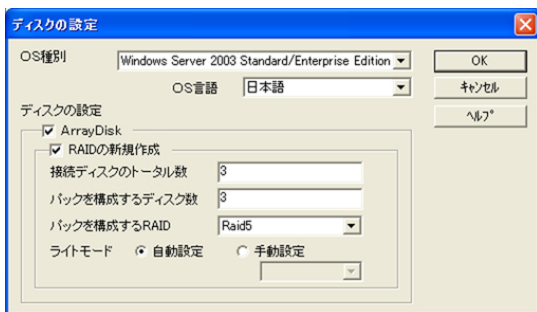 ディスクの設定
OS種別 Windows Server 2003 Standard/Enterprise Edition OK
OS言語 日本語 キャンセル
ディスクの設定 ヘルプ
ArrayDisk
RAIDの新規作成
接続ディスクのトータル数 3
パックを構成するディスク数 3
パックを構成するRAID Raid5
ライトモード 自動設定 手動設定